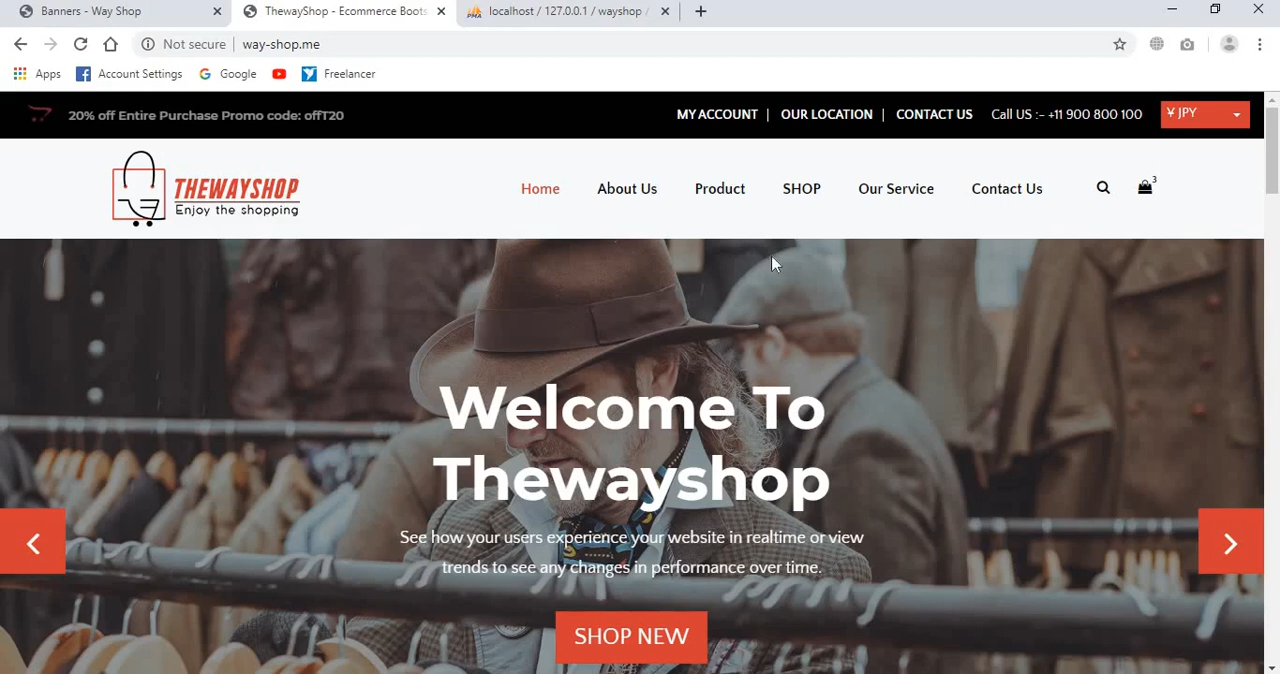 Banners - Way Shop
ThewayShop - Ecommerce Boots
localhost / 127.0.0.1 / wayshop /
Not secure
way-shop.me
Apps
Account Settings
Google
Freelancer
20% off Entire Purchase Promo code: offT20
MY ACCOUNT | OUR LOCATION | CONTACT US
Call US :- +11 900 800 100
¥ JPY
THEWAYSHOP
Enjoy the shopping
Home
About Us
Product
SHOP
Our Service
Contact Us
3
Welcome To
Thewayshop
See how your users experience your website in realtime or view
trends to see any changes in performance over time.
SHOP NEW